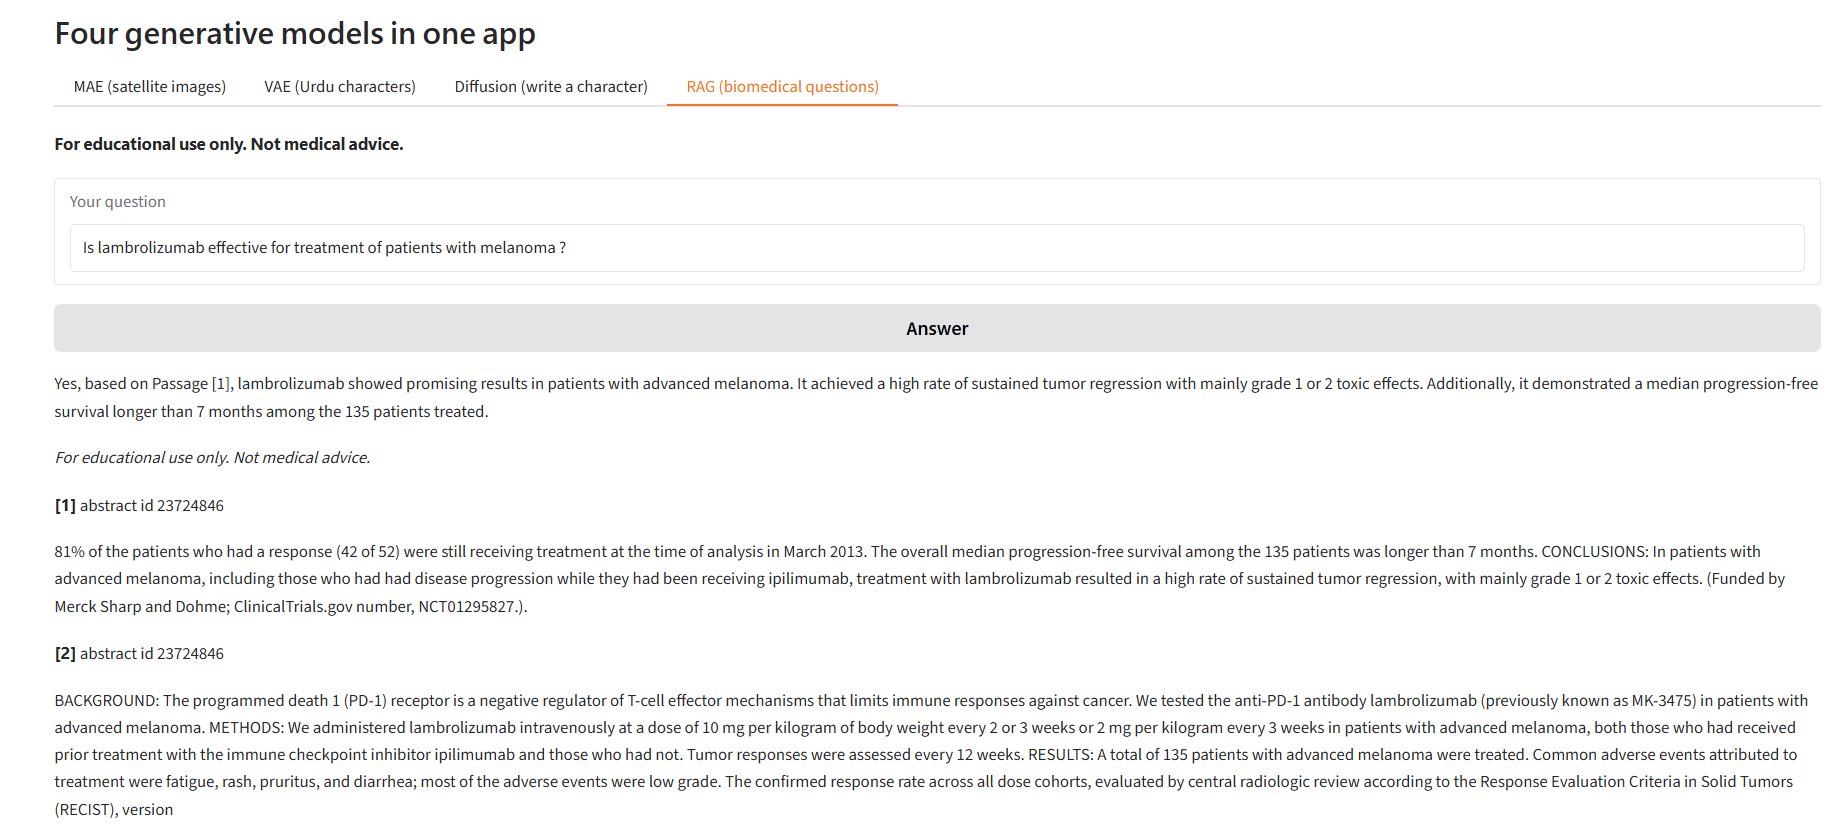 Four generative models in one app
MAE (satellite images) VAE (Urdu characters) Diffusion (write a character) RAG (biomedical questions)
For educational use only. Not medical advice.
Your question
Is lambrolizumab effective for treatment of patients with melanoma ?
Answer
Yes, based on Passage [1], lambrolizumab showed promising results in patients with advanced melanoma. It achieved a high rate of sustained tumor regression with mainly grade 1 or 2 toxic effects. Additionally, it demonstrated a median progression-free
survival longer than 7 months among the 135 patients treated.
For educational use only. Not medical advice.
[1] abstract id 23724846
81% of the patients who had a response (42 of 52) were still receiving treatment at the time of analysis in March 2013. The overall median progression-free survival among the 135 patients was longer than 7 months. CONCLUSIONS: In patients with
advanced melanoma, including those who had had disease progression while they had been receiving ipilimumab, treatment with lambrolizumab resulted in a high rate of sustained tumor regression, with mainly grade 1 or 2 toxic effects. (Funded by
Merck Sharp and Dohme; ClinicalTrials.gov number, NCT01295827.).
[2] abstract id 23724846
BACKGROUND: The programmed death 1 (PD-1) receptor is a negative regulator of T-cell effector mechanisms that limits immune responses against cancer. We tested the anti-PD-1 antibody lambrolizumab (previously known as MK-3475) in patients with
advanced melanoma. METHODS: We administered lambrolizumab intravenously at a dose of 10 mg per kilogram of body weight every 2 or 3 weeks or 2 mg per kilogram every 3 weeks in patients with advanced melanoma, both those who had received
prior treatment with the immune checkpoint inhibitor ipilimumab and those who had not. Tumor responses were assessed every 12 weeks. RESULTS: A total of 135 patients with advanced melanoma were treated. Common adverse events attributed to
treatment were fatigue, rash, pruritus, and diarrhea; most of the adverse events were low grade. The confirmed response rate across all dose cohorts, evaluated by central radiologic review according to the Response Evaluation Criteria in Solid Tumors
(RECIST), version